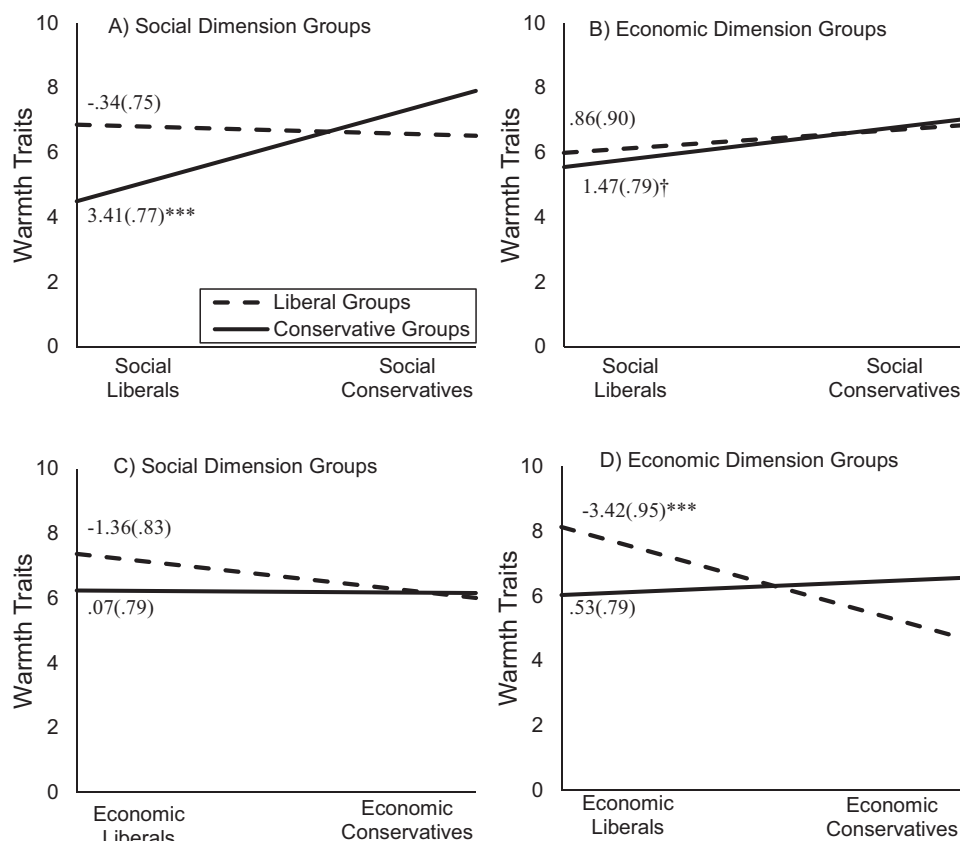 A) Social Dimension Groups
10
8
6
4
2
0
Warmth Traits
-.34(.75)
3.41(.77)***
Liberal Groups
Conservative Groups
Social
Liberals
Social
Conservatives
B) Economic Dimension Groups
10
8
6
4
2
0
Warmth Traits
.86(.90)
1.47(.79)†
Social
Liberals
Social
Conservatives
C) Social Dimension Groups
10
8
6
4
2
0
Warmth Traits
-1.36(.83)
.07(.79)
Economic
Liberals
Economic
Conservatives
D) Economic Dimension Groups
10
8
6
4
2
0
Warmth Traits
-3.42(.95)***
.53(.79)
Economic
Liberals
Economic
Conservatives